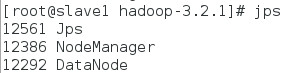 [root@slave1 hadoop-3.2.1]# jps
12561 Jps
12386 NodeManager
12292 DataNode